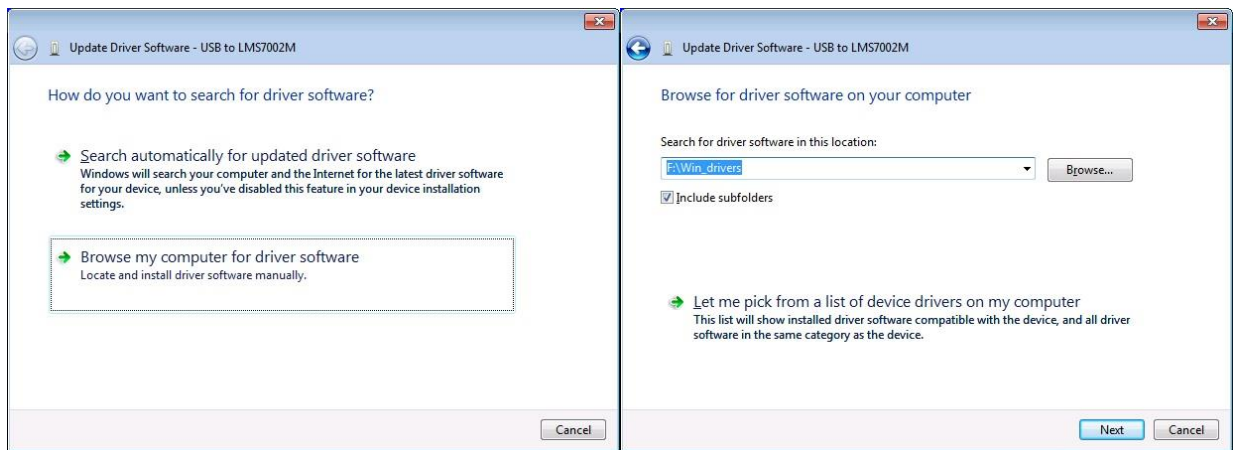 Update Driver Software - USB to LMS7002M
How do you want to search for driver software?
Search automatically for updated driver software
Windows will search your computer and the Internet for the latest driver software
for your device, unless you've disabled this feature in your device installation
settings.
Browse my computer for driver software
Locate and install driver software manually.
Cancel
Update Driver Software - USB to LMS7002M
Browse for driver software on your computer
Search for driver software in this location:
F:\Win_drivers
Browse...
Include subfolders
Let me pick from a list of device drivers on my computer
This list will show installed driver software compatible with the device, and all driver
software in the same category as the device.
Next
Cancel